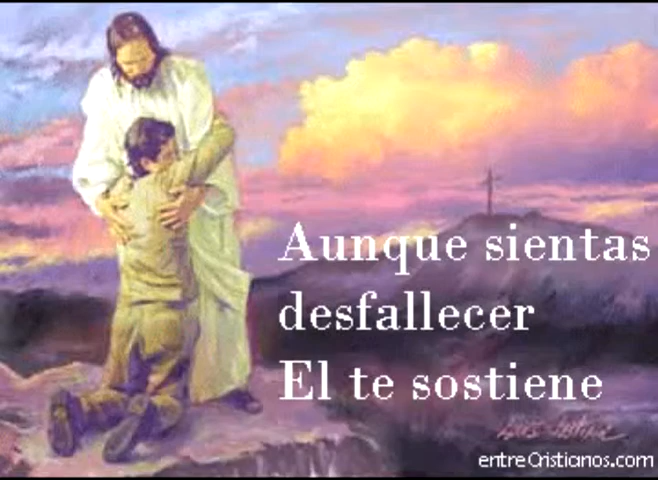 Aunque sientas
desfallecer
El te sostiene
entreCristianos.com